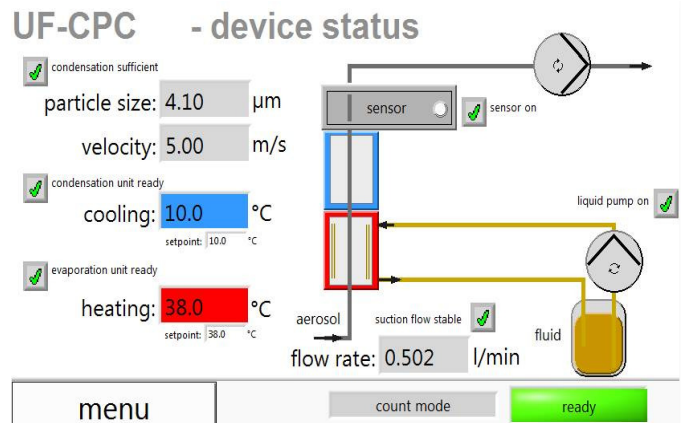 UF-CPC - device status
condensation sufficient
particle size: 4.10 µm
velocity: 5.00 m/s
condensation unit ready
cooling: 10.0 °C
setpoint: 10.0 °C
evaporation unit ready
heating: 38.0 °C
setpoint: 38.0 °C
sensor
sensor on
liquid pump on
aerosol
suction flow stable
flow rate: 0.502 l/min
fluid
menu
count mode
ready